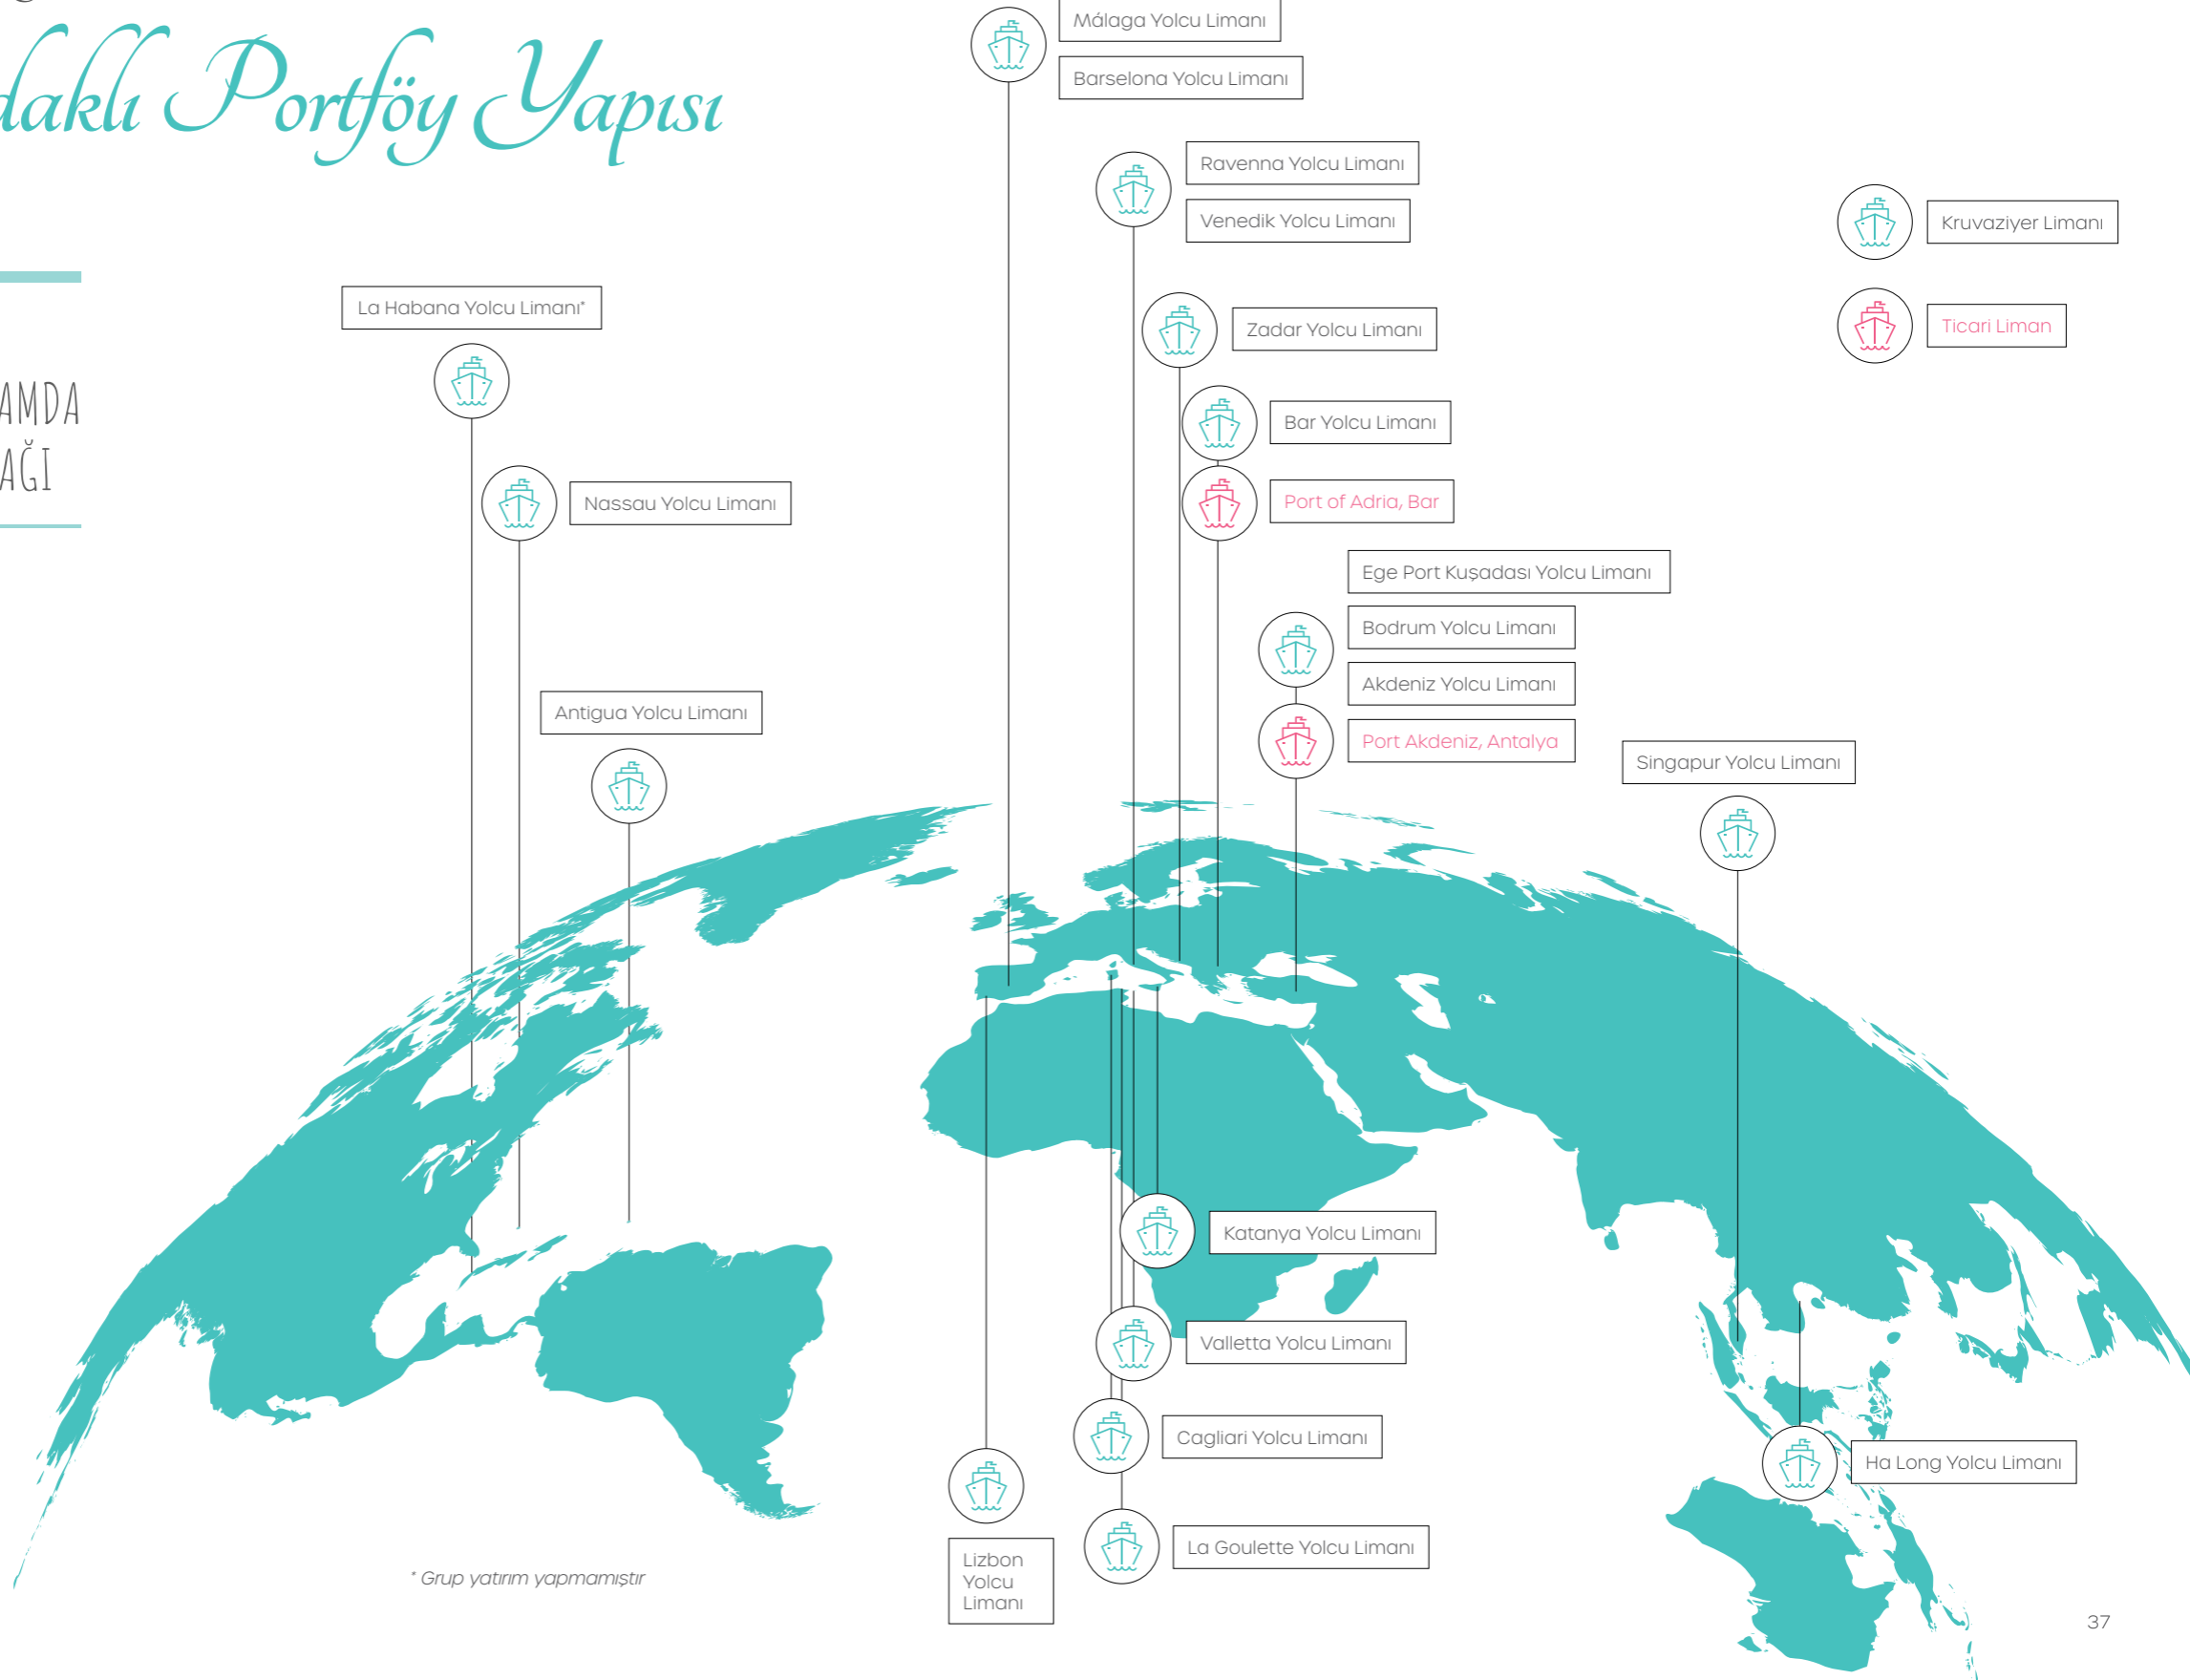 Portföy Yapısı
Málaga Yolcu Limanı
Barselona Yolcu Limanı
Ravenna Yolcu Limanı
Venedik Yolcu Limanı
Kruvaziyer Limanı
Ticari Liman
La Habana Yolcu Limanı*
Zadar Yolcu Limanı
Bar Yolcu Limanı
Port of Adria, Bar
Nassau Yolcu Limanı
Ege Port Kuşadası Yolcu Limanı
Bodrum Yolcu Limanı
Akdeniz Yolcu Limanı
Port Akdeniz, Antalya
Antigua Yolcu Limanı
Singapur Yolcu Limanı
Katanya Yolcu Limanı
Valletta Yolcu Limanı
Cagliari Yolcu Limanı
Ha Long Yolcu Limanı
La Goulette Yolcu Limanı
Lizbon
Yolcu
Limanı
* Grup yatırım yapmamıştır
37